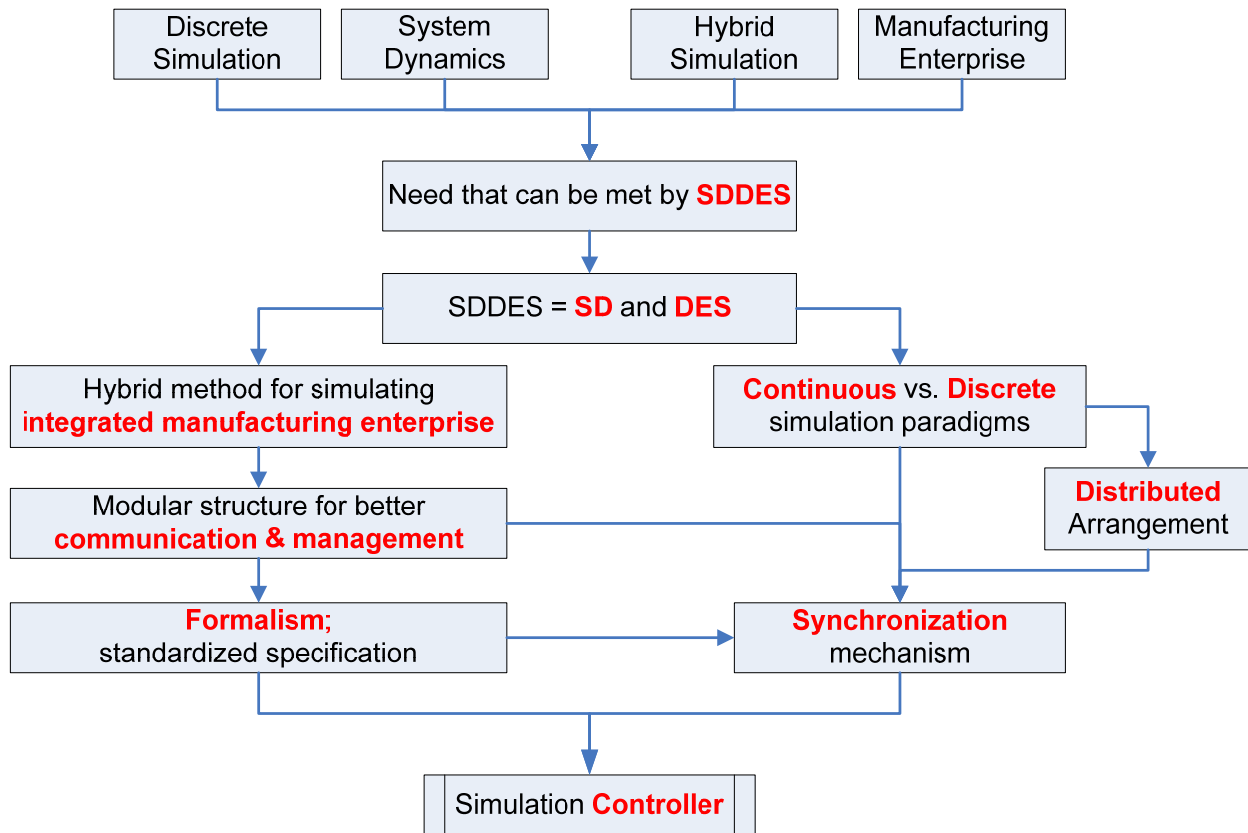 Discrete
Simulation
System
Dynamics
Hybrid
Simulation
Manufacturing
Enterprise
Need that can be met by SDDES
SDDES = SD and DES
Hybrid method for simulating
integrated manufacturing enterprise
Continuous vs. Discrete
simulation paradigms
Modular structure for better
communication & management
Distributed
Arrangement
Formalism;
standardized specification
Synchronization
mechanism
Simulation Controller